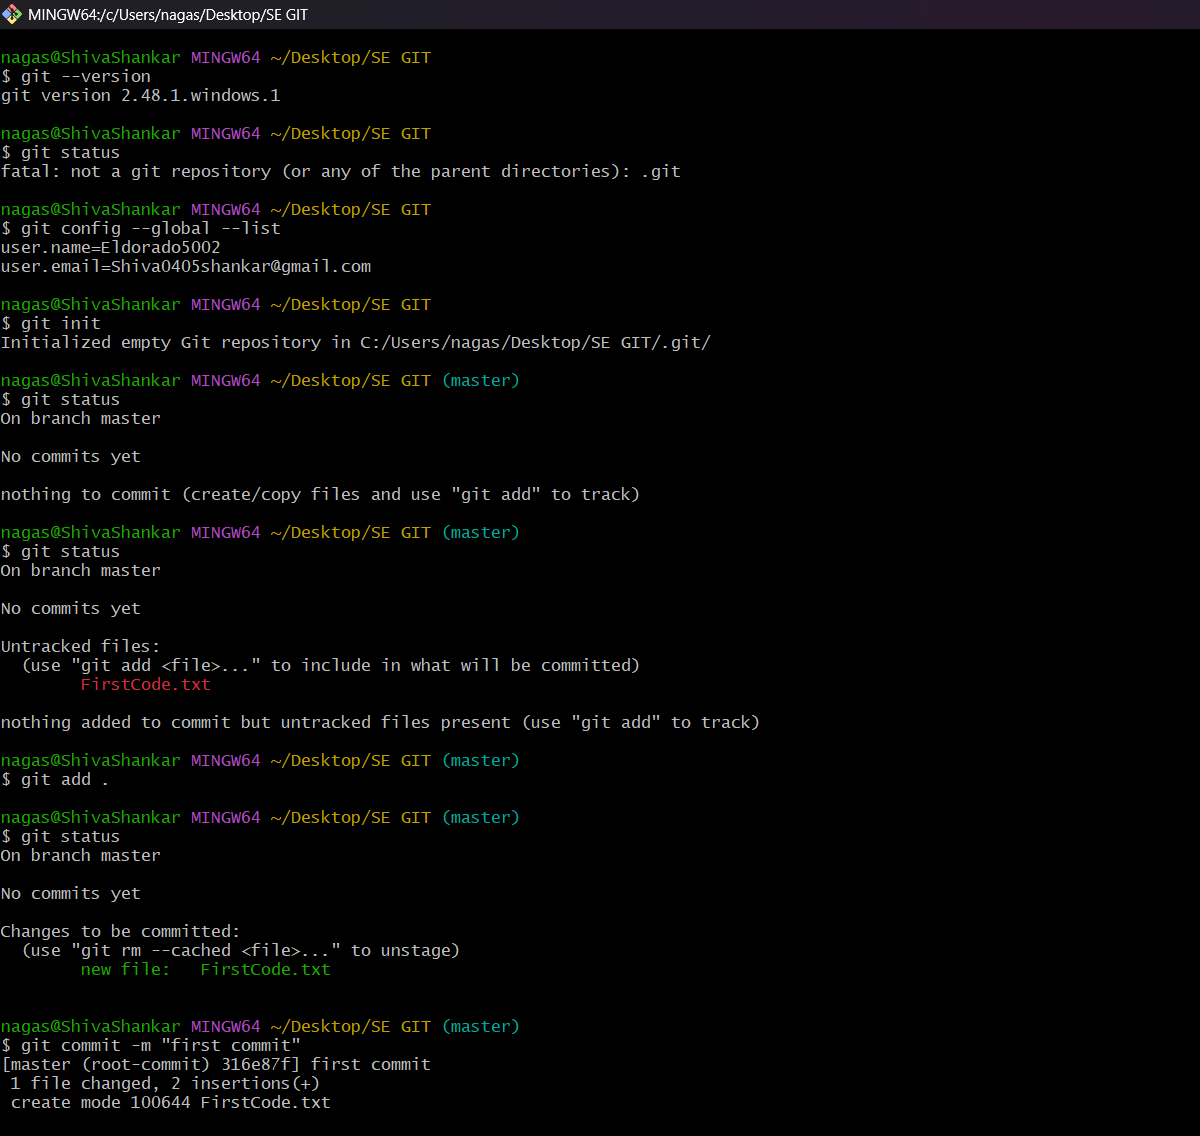 MINGW64:/c/Users/nagas/Desktop/SE GIT
nagas@ShivaShankar MINGW64 ~/Desktop/SE GIT
$ git --version
git version 2.48.1.windows.1
nagas@ShivaShankar MINGW64 ~/Desktop/SE GIT
$ git status
fatal: not a git repository (or any of the parent directories): .git
nagas@ShivaShankar MINGW64 ~/Desktop/SE GIT
$ git config --global --list
user.name=Eldorado5002
user.email=Shiva0405shankar@gmail.com
nagas@ShivaShankar MINGW64 ~/Desktop/SE GIT
$ git init
Initialized empty Git repository in C:/Users/nagas/Desktop/SE GIT/.git/
nagas@ShivaShankar MINGW64 ~/Desktop/SE GIT (master)
$ git status
On branch master
No commits yet
nothing to commit (create/copy files and use "git add" to track)
nagas@ShivaShankar MINGW64 ~/Desktop/SE GIT (master)
$ git status
On branch master
No commits yet
Untracked files:
  (use "git add <file>..." to include in what will be committed)
        FirstCode.txt
nothing added to commit but untracked files present (use "git add" to track)
nagas@ShivaShankar MINGW64 ~/Desktop/SE GIT (master)
$ git add .
nagas@ShivaShankar MINGW64 ~/Desktop/SE GIT (master)
$ git status
On branch master
No commits yet
Changes to be committed:
  (use "git rm --cached <file>..." to unstage)
        new file:   FirstCode.txt
nagas@ShivaShankar MINGW64 ~/Desktop/SE GIT (master)
$ git commit -m "first commit"
[master (root-commit) 316e87f] first commit
 1 file changed, 2 insertions(+)
 create mode 100644 FirstCode.txt